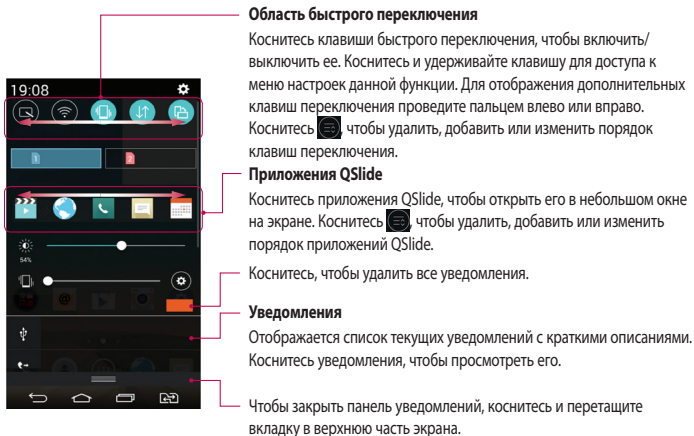 Область быстрого переключения
Коснитесь клавиши быстрого переключения, чтобы включить/
выключить ее. Коснитесь и удерживайте клавишу для доступа к
меню настроек данной функции. Для отображения дополнительных
клавиш переключения проведите пальцем влево или вправо.
Коснитесь , чтобы удалить, добавить или изменить порядок
клавиш переключения.
Приложения QSlide
Коснитесь приложения QSlide, чтобы открыть его в небольшом окне
на экране. Коснитесь , чтобы удалить, добавить или изменить
порядок приложений QSlide.
Коснитесь, чтобы удалить все уведомления.
Уведомления
Отображается список текущих уведомлений с краткими описаниями.
Коснитесь уведомления, чтобы просмотреть его.
Чтобы закрыть панель уведомлений, коснитесь и перетащите
вкладку в верхнюю часть экрана.
19:08
1 2
54%